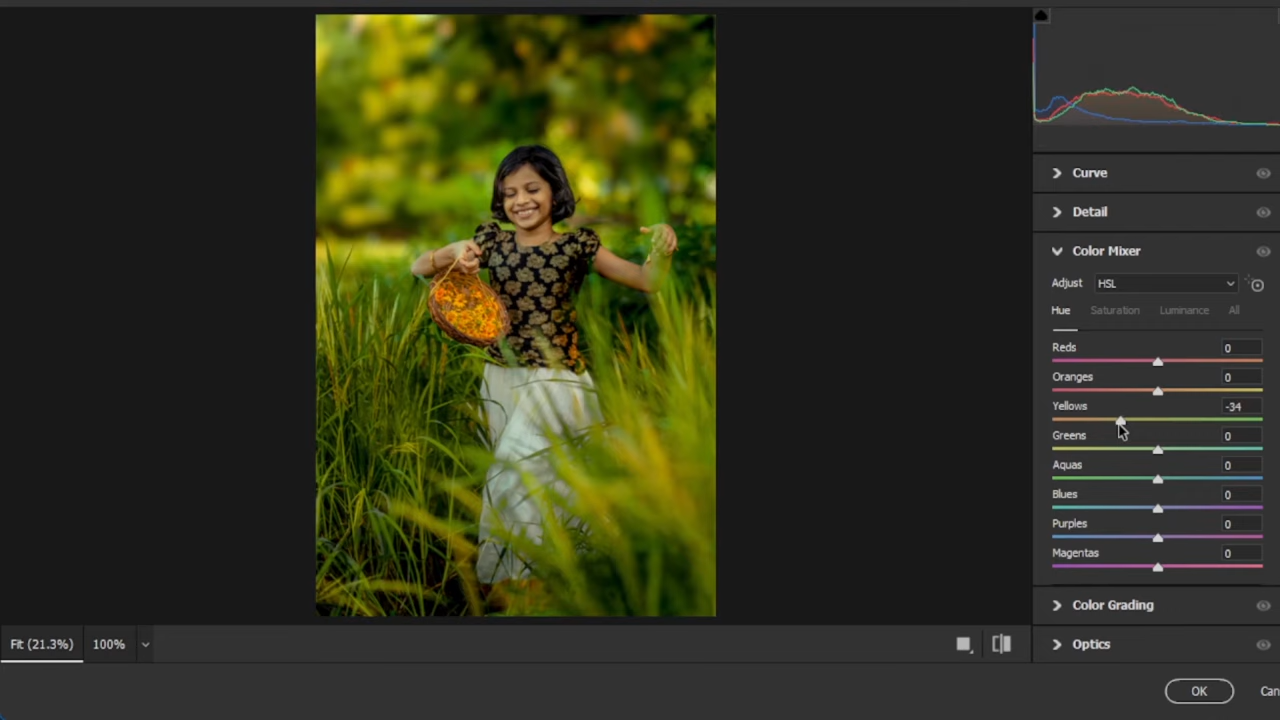 Curve
Detail
Color Mixer
Adjust HSL
Hue Saturation Luminance All
Reds 0
Oranges 0
Yellows -34
Greens 0
Aquas 0
Blues 0
Purples 0
Magentas 0
Color Grading
Optics
Fit (21.3%) 100%
OK Can